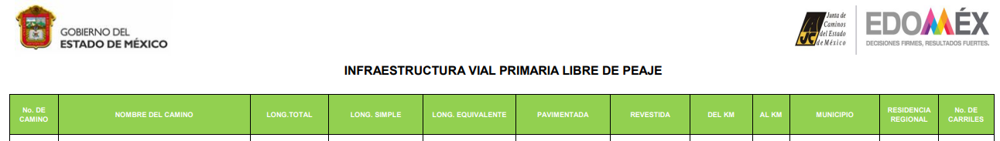 GOBIERNO DEL
ESTADO DE MÉXICO
Junta de
Caminos
del Estado
de México
JC
EDOMÉX
DECISIONES FIRMES, RESULTADOS FUERTES.
INFRAESTRUCTURA VIAL PRIMARIA LIBRE DE PEAJE
No. DE CAMINO NOMBRE DEL CAMINO LONG.TOTAL LONG. SIMPLE LONG. EQUIVALENTE PAVIMENTADA REVESTIDA DEL KM AL KM MUNICIPIO RESIDENCIA REGIONAL No. DE CARRILES